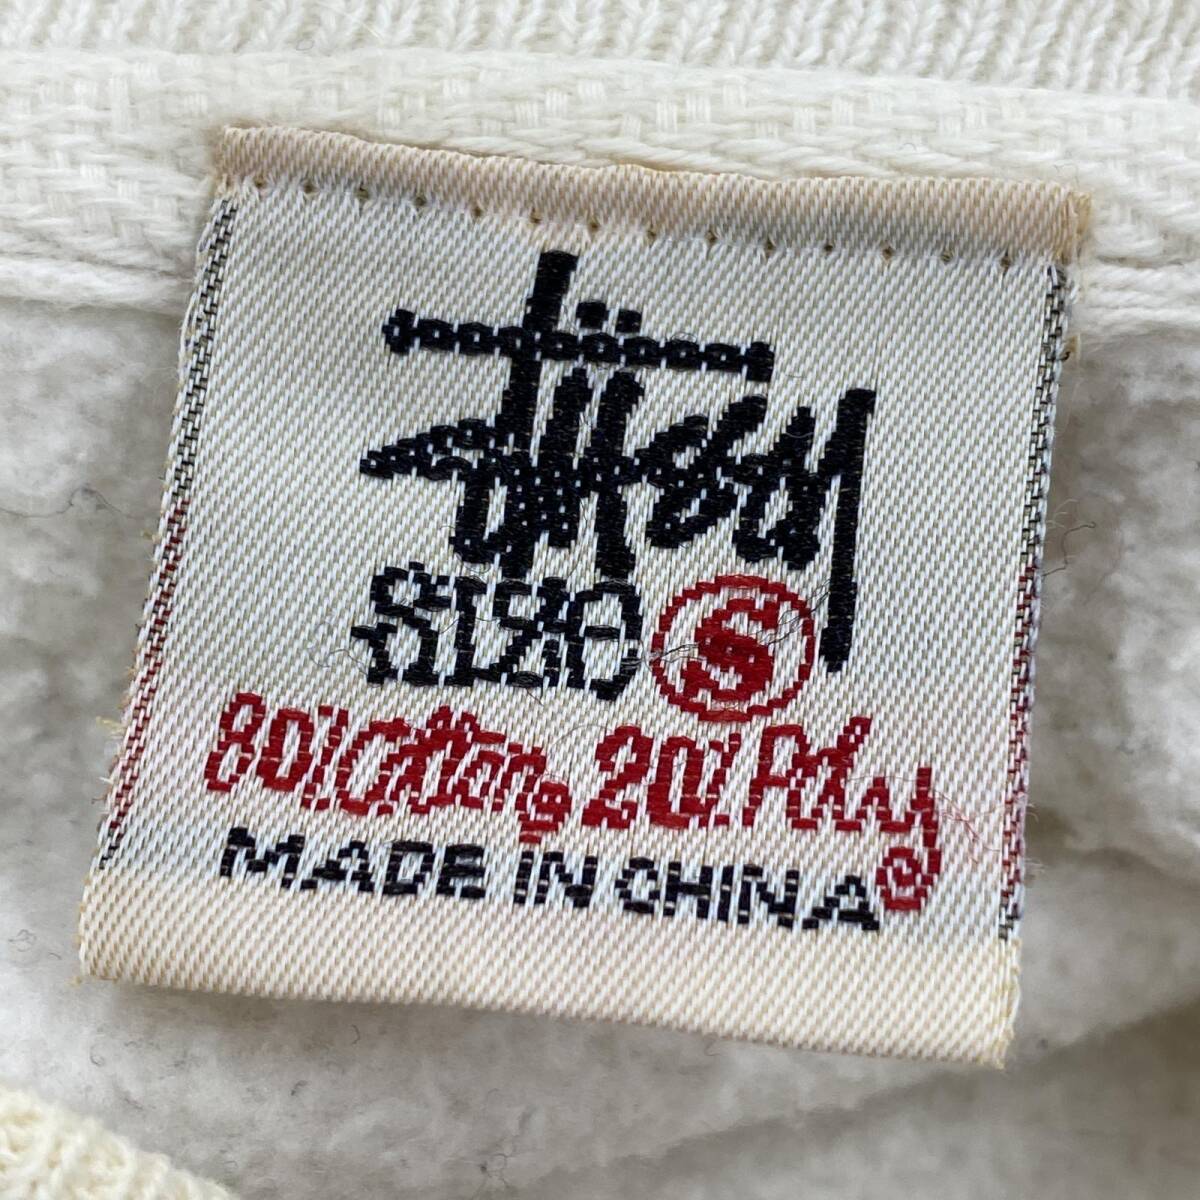 Stüssy
SIZE S
80% Cotton, 20% Poly
MADE IN CHINA